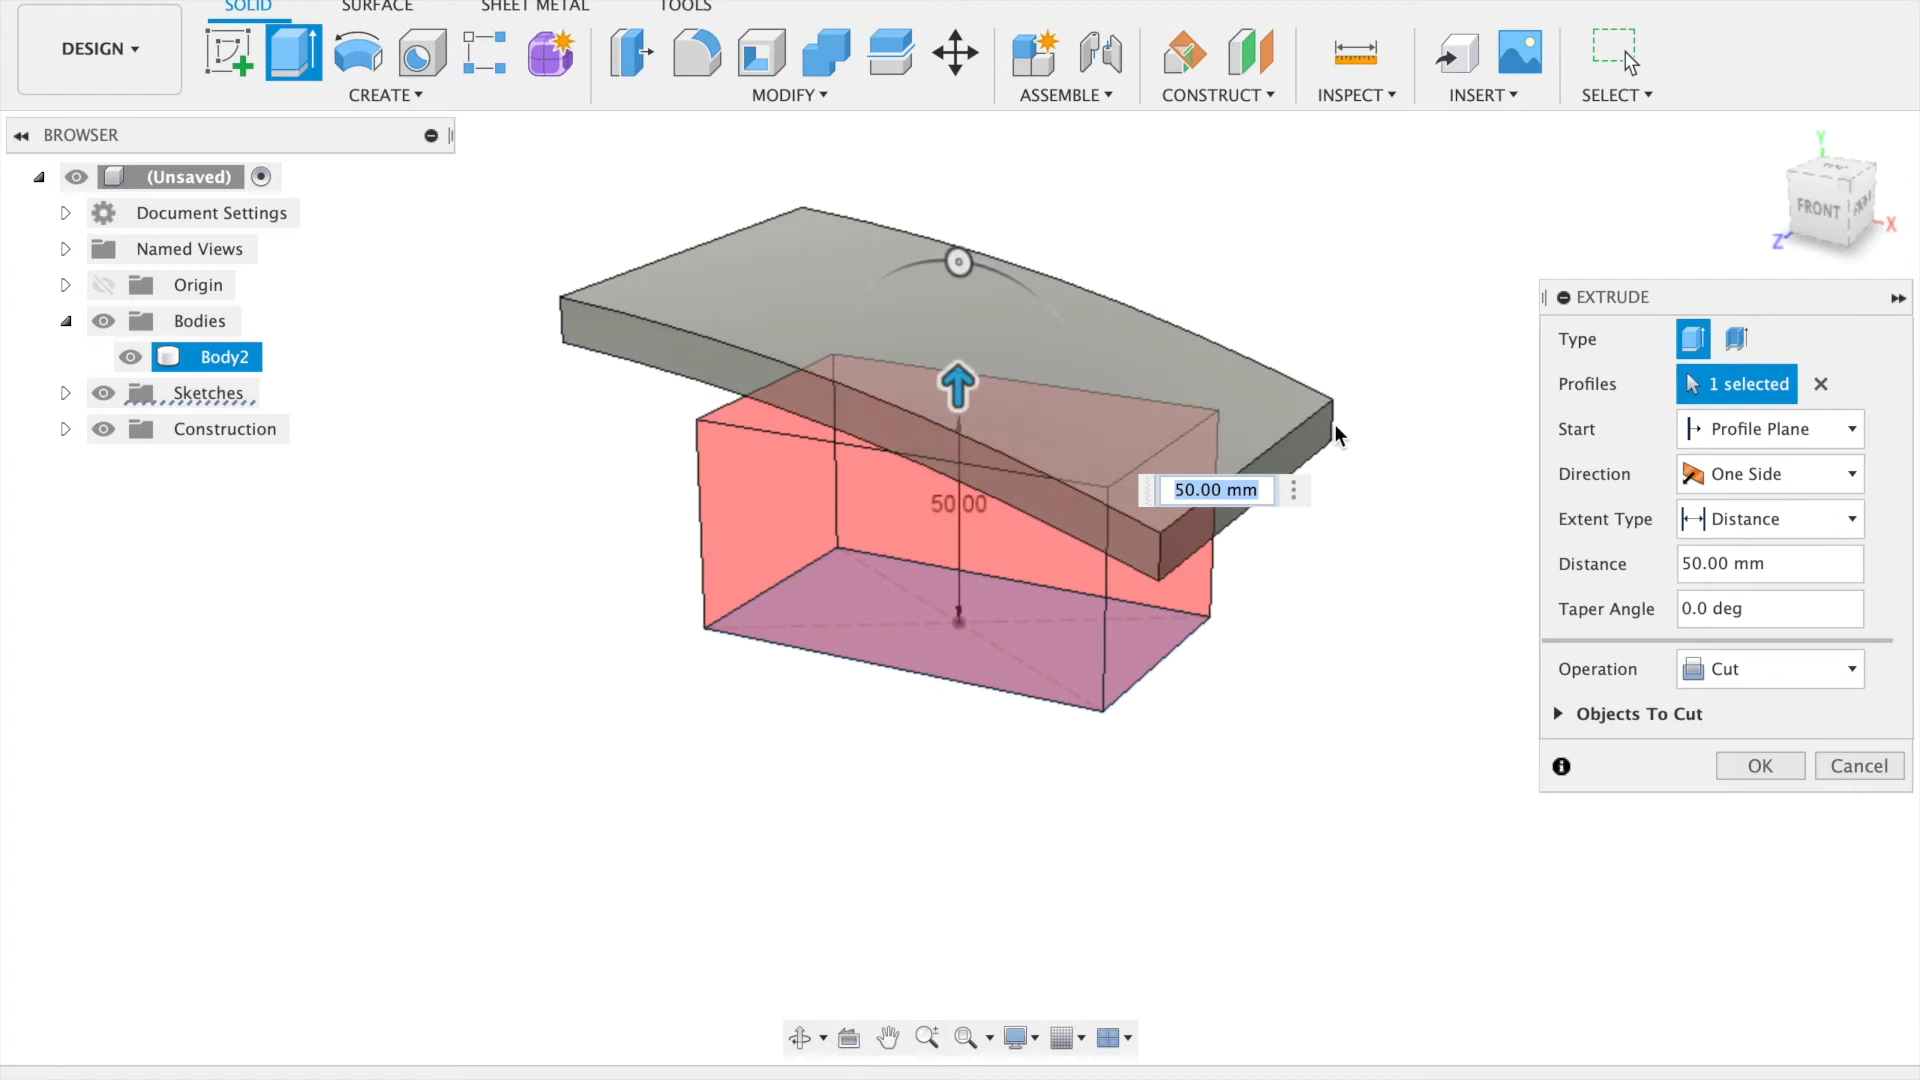 SOLID
SURFACE
SHEET METAL
TOOLS
DESIGN
CREATE
MODIFY
ASSEMBLE
CONSTRUCT
INSPECT
INSERT
SELECT
BROWSER
(Unsaved)
Document Settings
Named Views
Origin
Bodies
Body2
Sketches
Construction
Y
FRONT
X
Z
50.00
50.00 mm
EXTRUDE
Type
Profiles
1 selected
Start
Profile Plane
Direction
One Side
Extent Type
Distance
Distance
50.00 mm
Taper Angle
0.0 deg
Operation
Cut
Objects To Cut
OK
Cancel